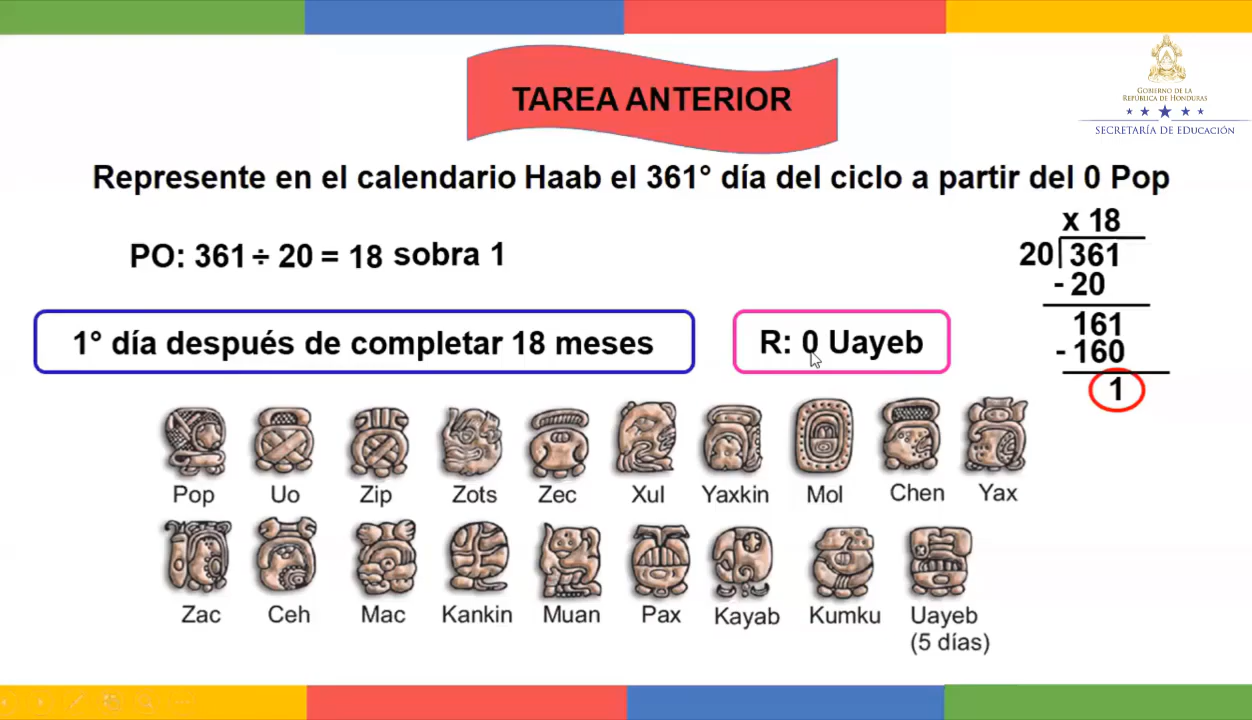 TAREA ANTERIOR
GOBIERNO DE LA
REPÚBLICA DE HONDURAS
SECRETARÍA DE EDUCACIÓN
Represente en el calendario Haab el 361° día del ciclo a partir del 0 Pop
PO: 361 ÷ 20 = 18 sobra 1
x 18
20 361
- 20
161
- 160
1
1° día después de completar 18 meses
R: 0 Uayeb
Pop Uo Zip Zots Zec Xul Yaxkin Mol Chen Yax
Zac Ceh Mac Kankin Muan Pax Kayab Kumku Uayeb
(5 días)